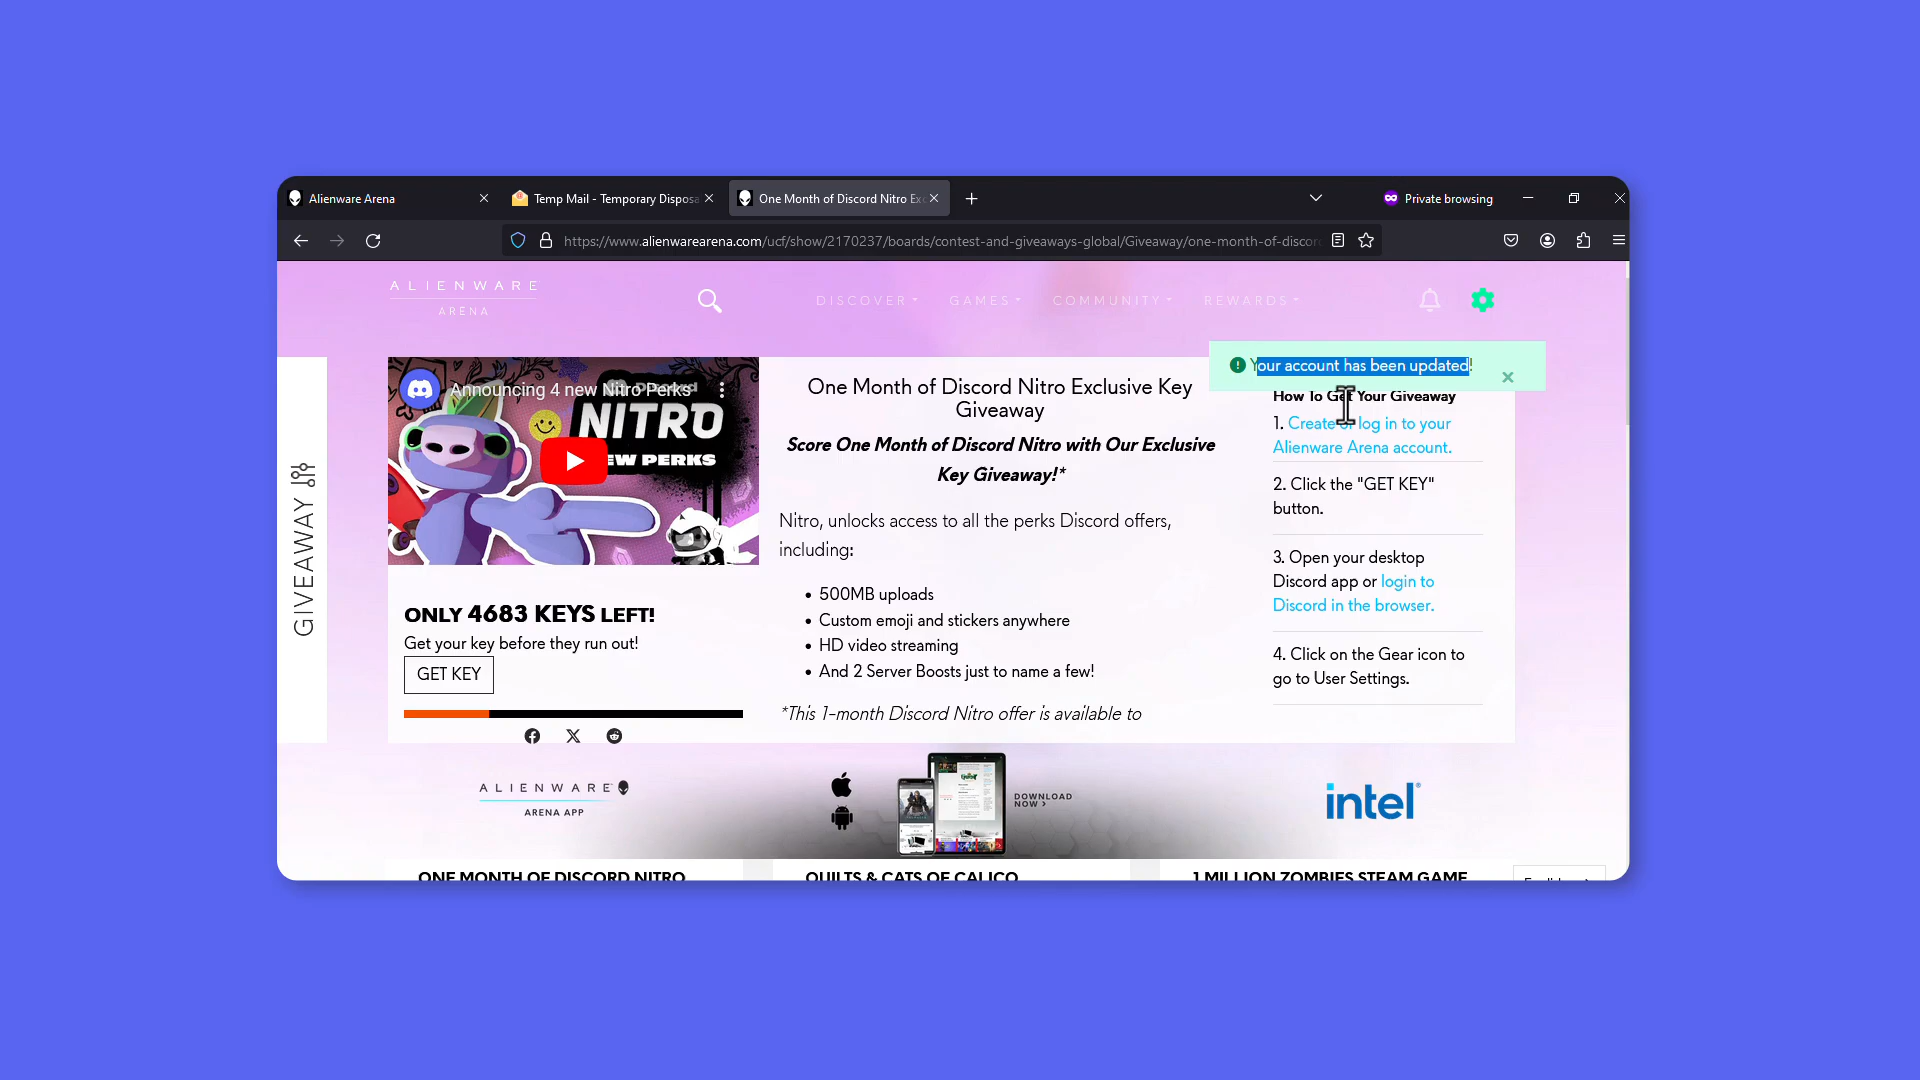 Alienware Arena
Temp Mail - Temporary Disposa
One Month of Discord Nitro Exc
Private browsing
https://www.alienwarearena.com/ucf/show/2170237/boards/contest-and-giveaways-global/Giveaway/one-month-of-discor
ALIENWARE
ARENA
DISCOVER
GAMES
COMMUNITY
REWARDS
Your account has been updated!
GIVEAWAY
Announcing 4 new Nitro Perks
Discord
NITRO
EW PERKS
ONLY 4683 KEYS LEFT!
Get your key before they run out!
GET KEY
One Month of Discord Nitro Exclusive Key
Giveaway
Score One Month of Discord Nitro with Our Exclusive
Key Giveaway!*
Nitro, unlocks access to all the perks Discord offers,
including:
• 500MB uploads
• Custom emoji and stickers anywhere
• HD video streaming
• And 2 Server Boosts just to name a few!
*This 1-month Discord Nitro offer is available to
How To Get Your Giveaway
1. Create or log in to your
Alienware Arena account.
2. Click the "GET KEY"
button.
3. Open your desktop
Discord app or login to
Discord in the browser.
4. Click on the Gear icon to
go to User Settings.
ALIENWARE
ARENA APP
DOWNLOAD
NOW >
intel
ONE MONTH OF DISCORD NITRO
QUILTS & CATS OF CALICO
1 MILLION ZOMBIES STEAM GAME